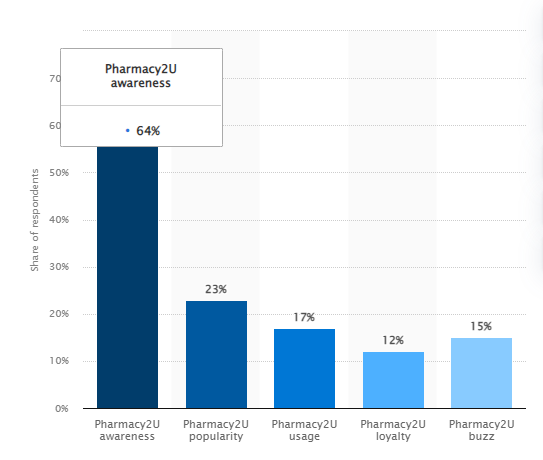 Pharmacy2U
awareness
• 64%
70
60
50%
40%
30%
20%
10%
0%
Share of respondents
23%
17%
12%
15%
Pharmacy2U
awareness
Pharmacy2U
popularity
Pharmacy2U
usage
Pharmacy2U
loyalty
Pharmacy2U
buzz